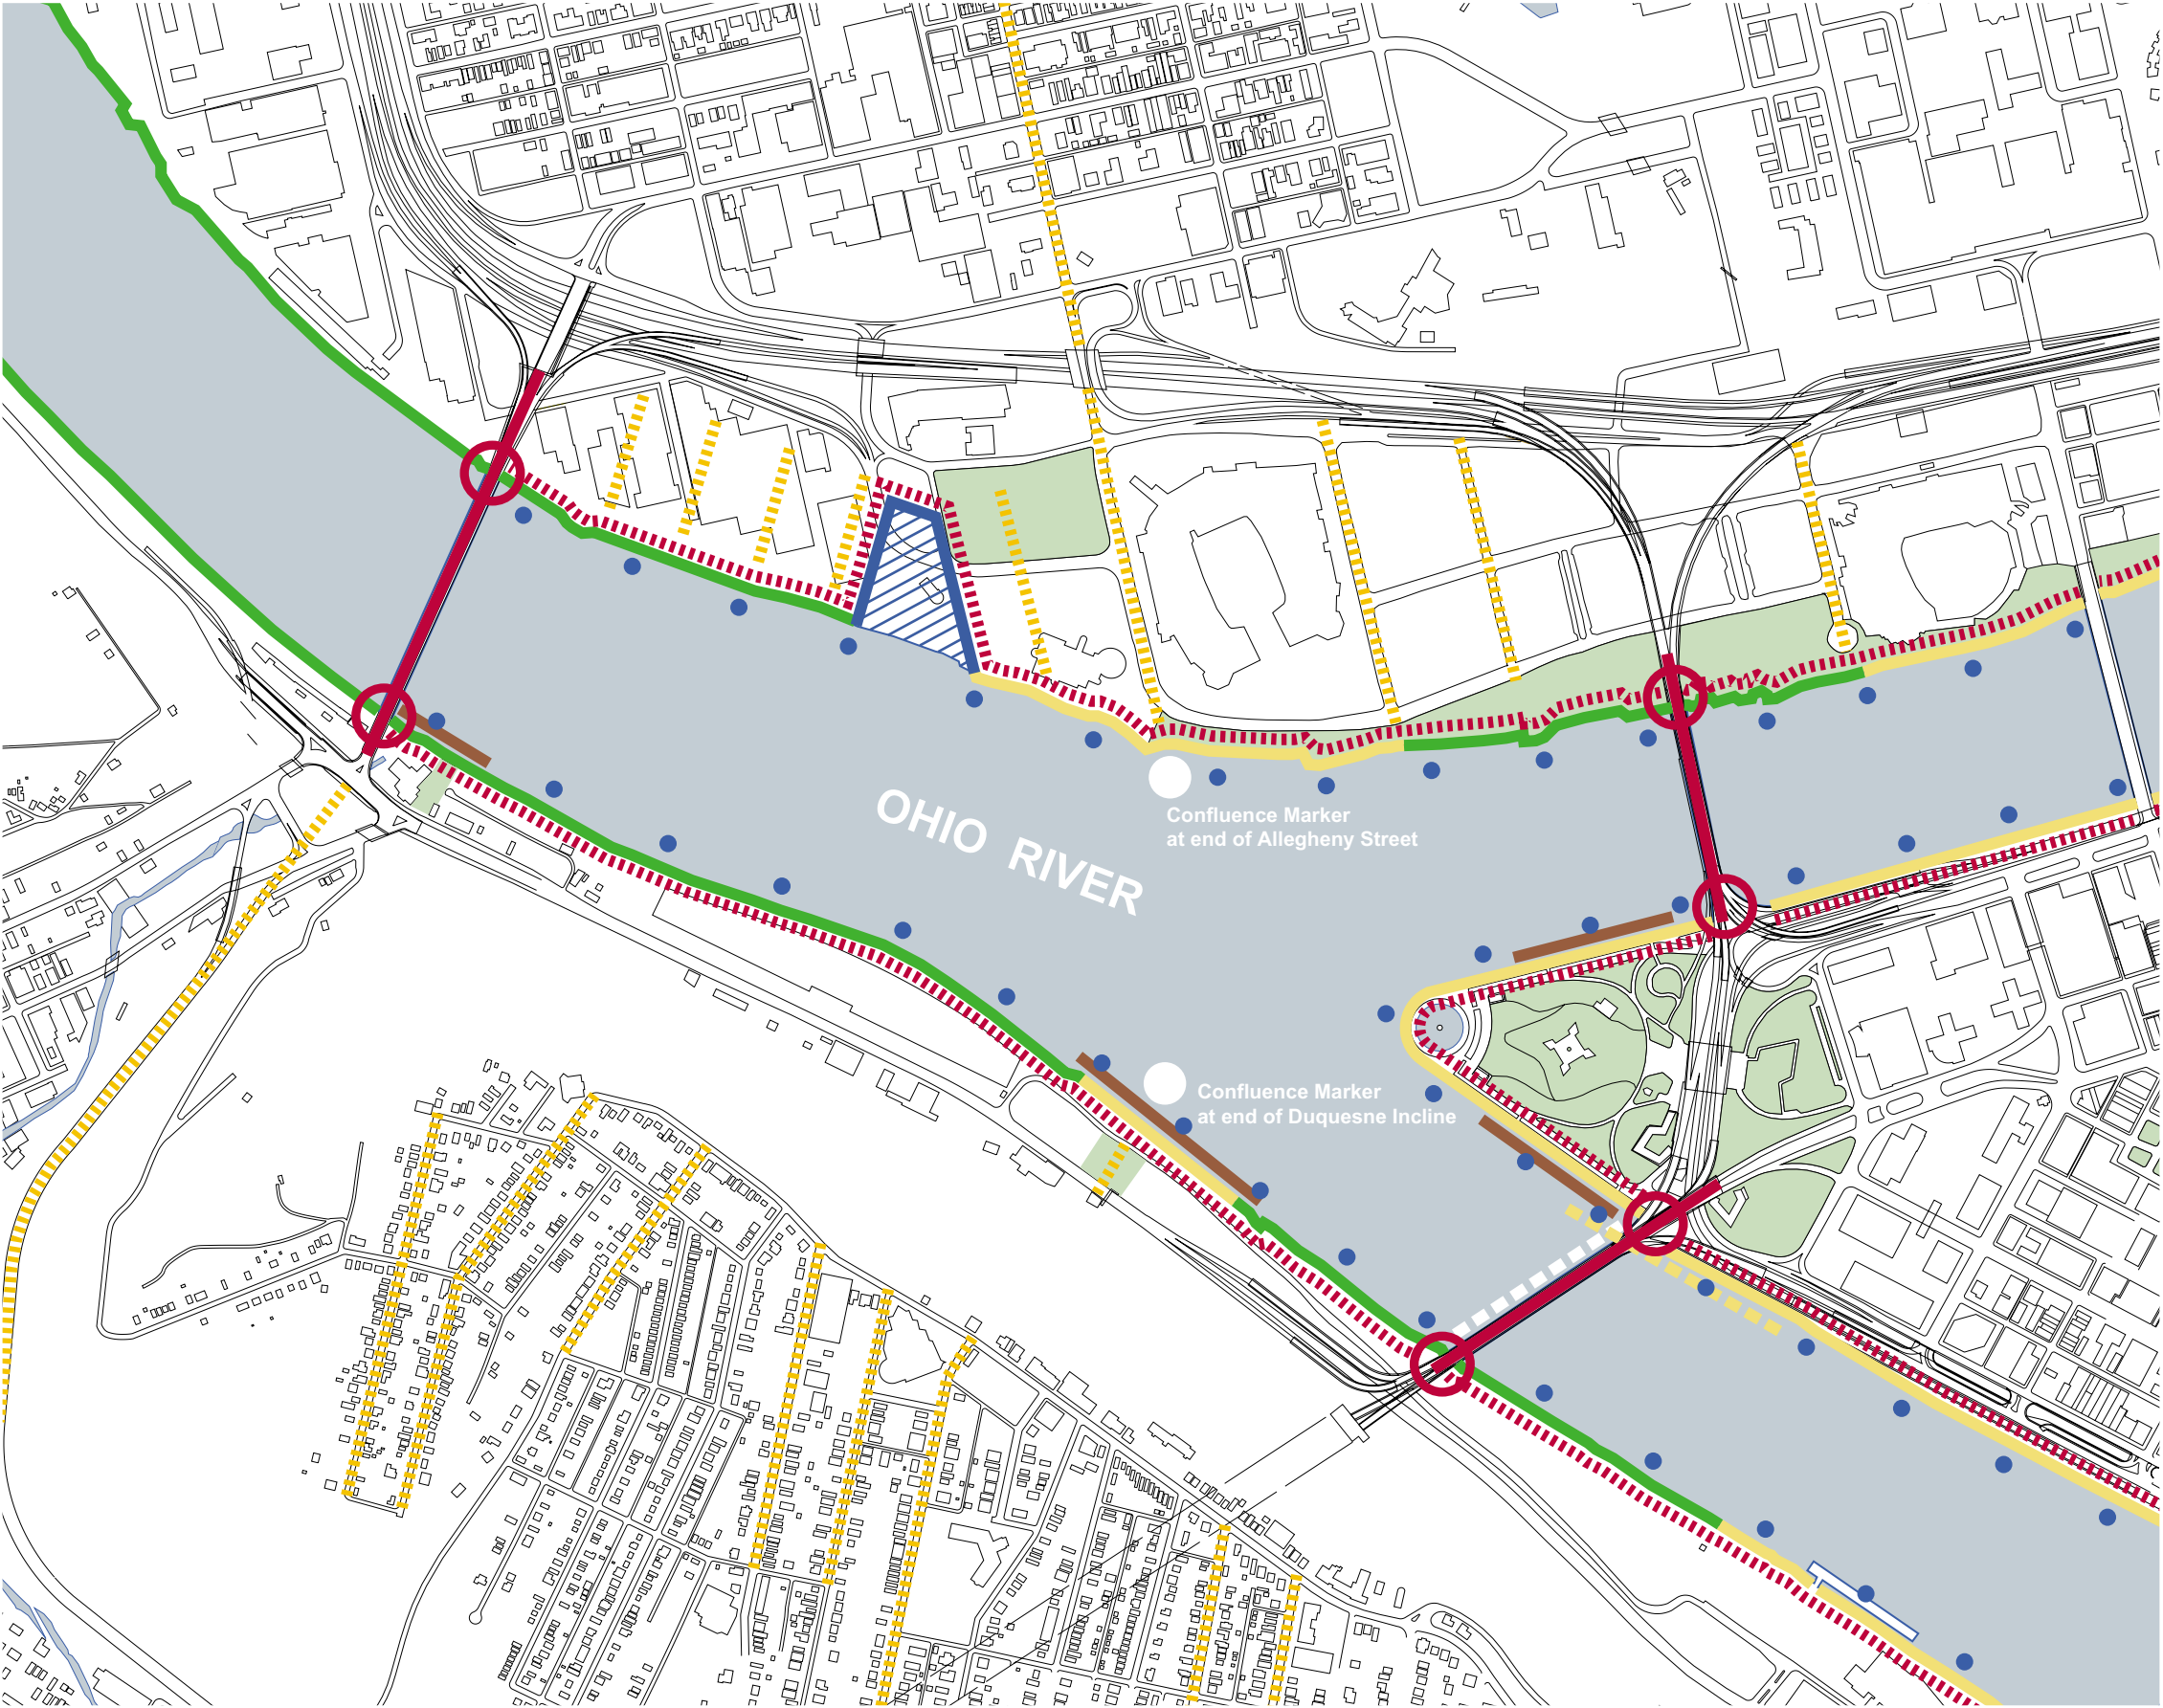 OHIO RIVER
Confluence Marker
at end of Allegheny Street
Confluence Marker
at end of Duquesne Incline